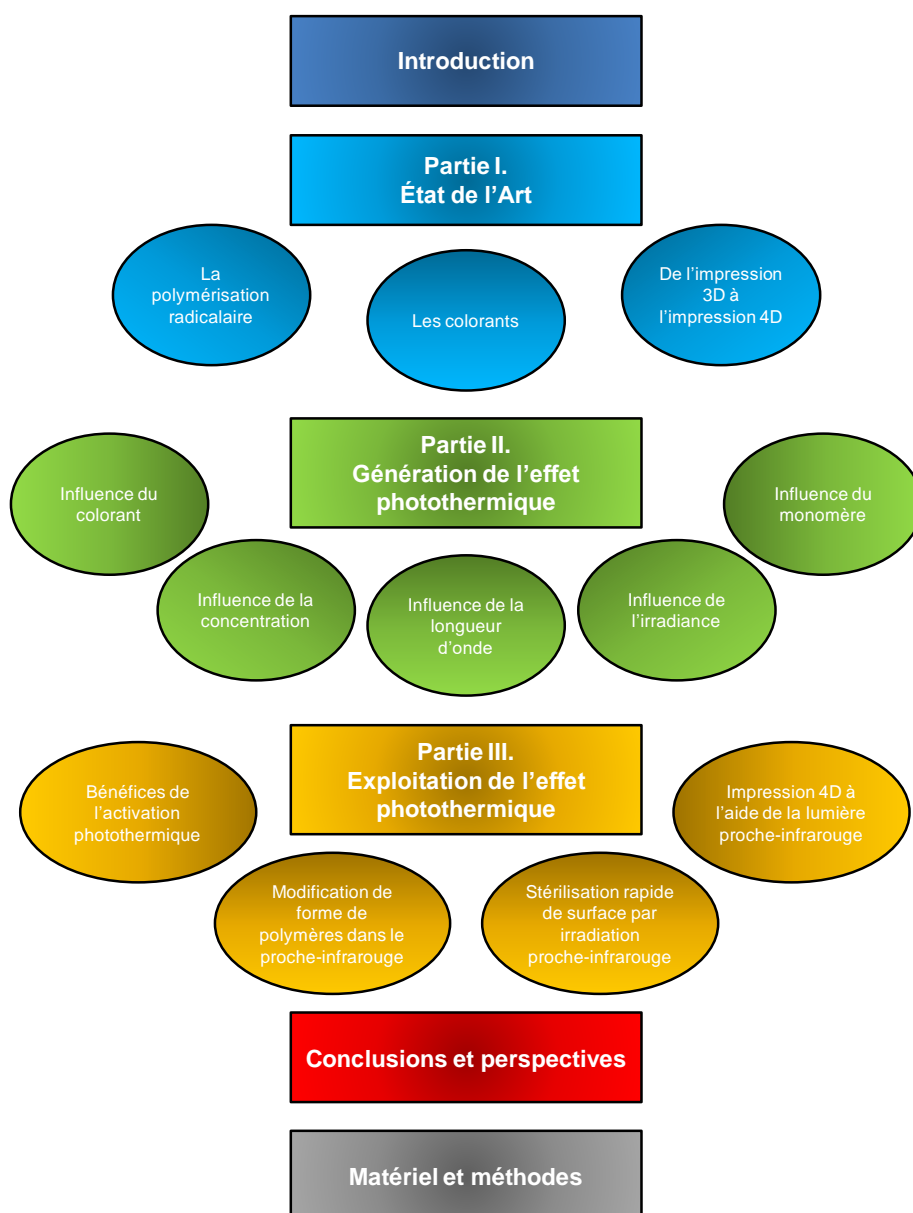 Introduction
Partie I.
État de l’Art
La
polymérisation
radicalaire
Les colorants
De l’impression
3D à
l’impression 4D
Partie II.
Génération de l’effet
photothermique
Influence du
colorant
Influence de la
concentration
Influence de la
longueur
d’onde
Influence de
l’irradiance
Influence du
monomère
Partie III.
Exploitation de l’effet
photothermique
Bénéfices de
l’activation
photothermique
Modification de
forme de
polymères dans le
proche-infrarouge
Stérilisation rapide
de surface par
irradiation
proche-infrarouge
Impression 4D à
l’aide de la lumière
proche-infrarouge
Conclusions et perspectives
Matériel et méthodes